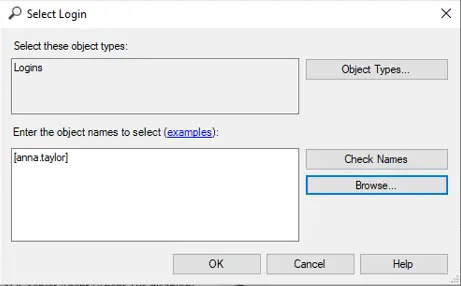 Select Login
Select these object types:
Logins
Object Types...
Enter the object names to select (examples):
[anna.taylor]
Check Names
Browse...
OK
Cancel
Help